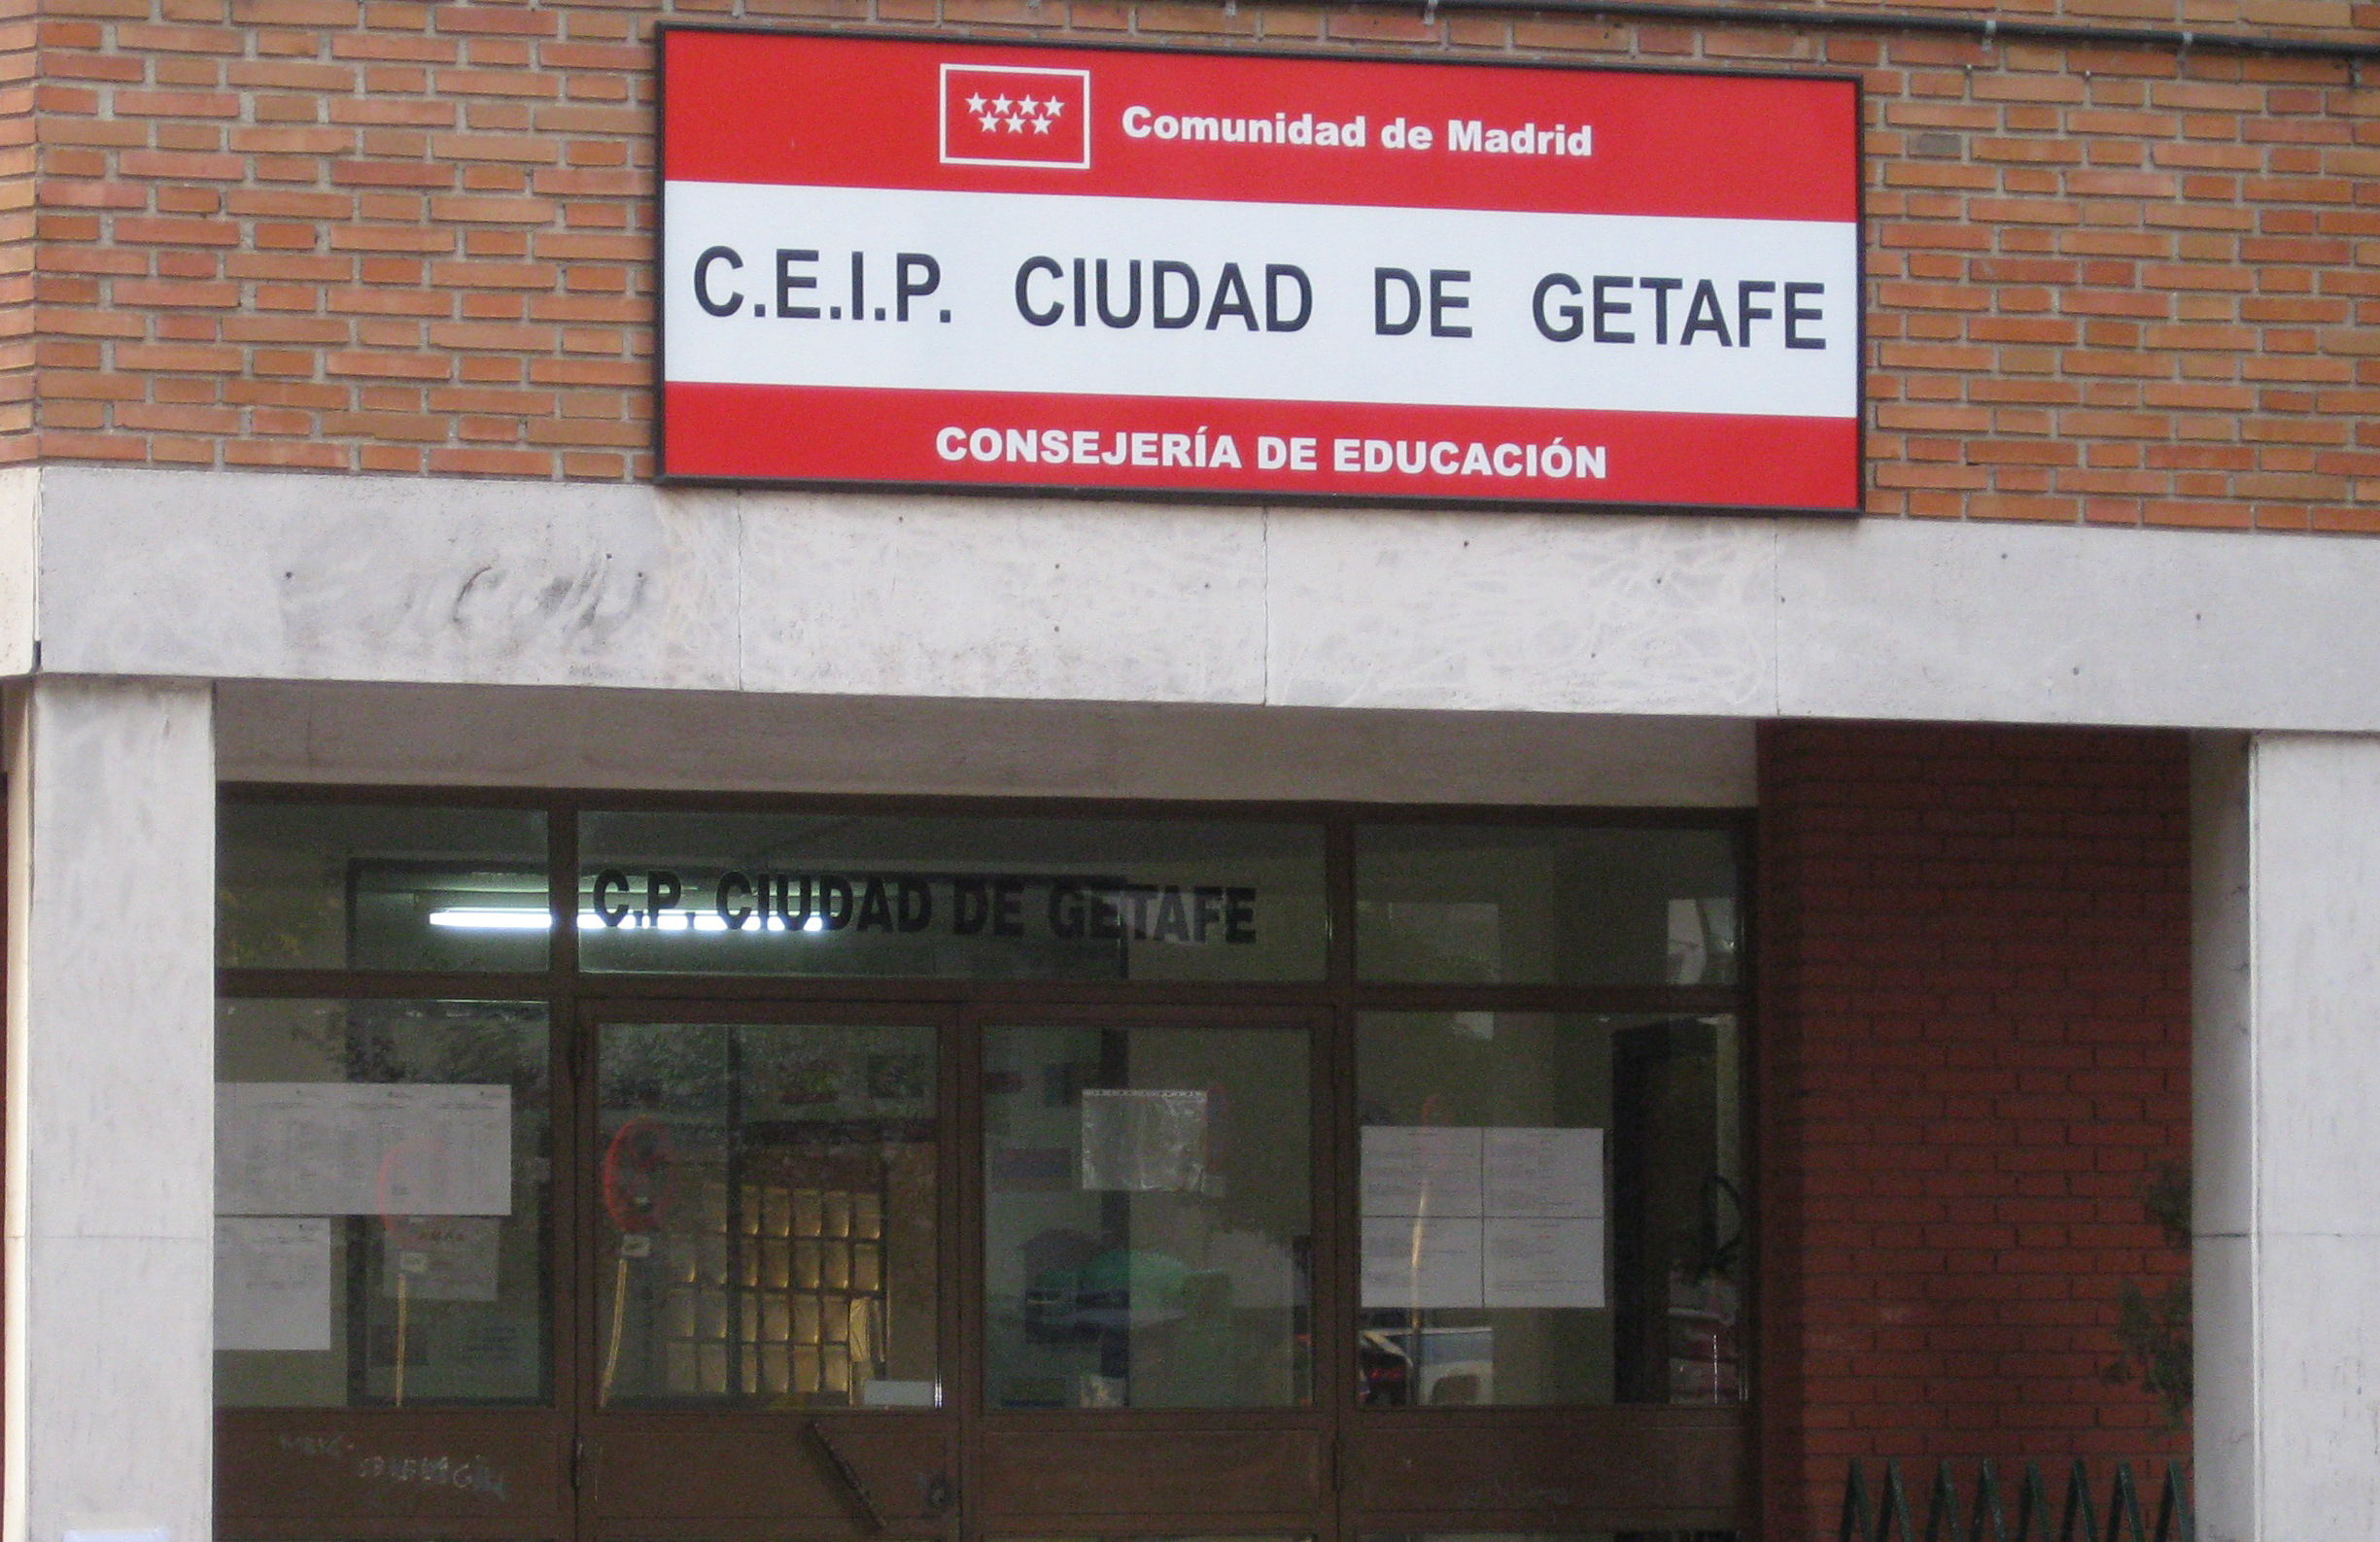 Comunidad de Madrid
C.E.I.P. CIUDAD DE GETAFE
CONSEJERÍA DE EDUCACIÓN
C.P. CIUDAD DE GETAFE